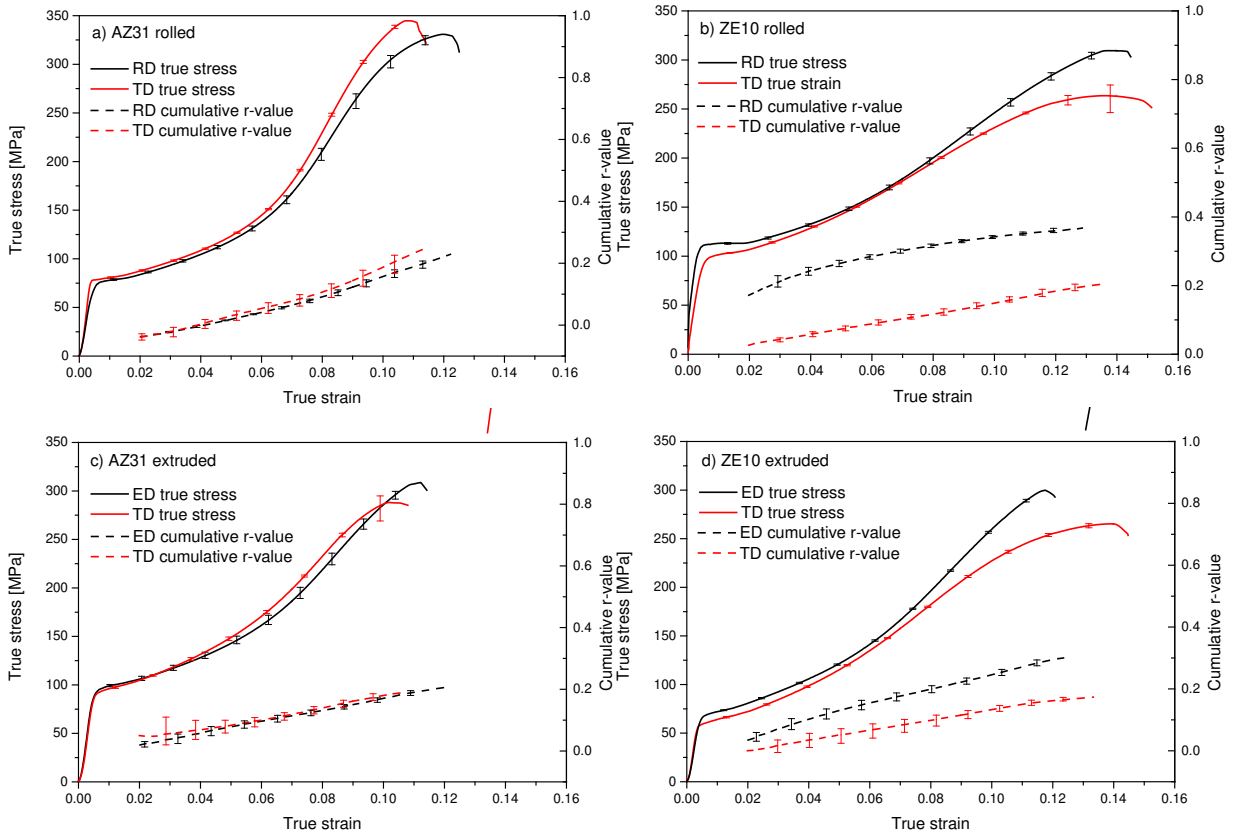 a) AZ31 rolled
RD true stress
TD true stress
RD cumulative r-value
TD cumulative r-value
True stress [MPa]
350
300
250
200
150
100
50
0
0.00 0.02 0.04 0.06 0.08 0.10 0.12 0.14 0.16
True strain
1.0
0.8
0.6
0.4
0.2
0.0
Cumulative r-value
b) ZE10 rolled
RD true stress
TD true strain
RD cumulative r-value
TD cumulative r-value
True stress [MPa]
350
300
250
200
150
100
50
0
0.00 0.02 0.04 0.06 0.08 0.10 0.12 0.14 0.16
True strain
1.0
0.8
0.6
0.4
0.2
0.0
Cumulative r-value
c) AZ31 extruded
ED true stress
TD true stress
ED cumulative r-value
TD cumulative r-value
True stress [MPa]
350
300
250
200
150
100
50
0
0.00 0.02 0.04 0.06 0.08 0.10 0.12 0.14 0.16
True strain
1.0
0.8
0.6
0.4
0.2
0.0
Cumulative r-value
d) ZE10 extruded
ED true stress
TD true stress
ED cumulative r-value
TD cumulative r-value
True stress [MPa]
350
300
250
200
150
100
50
0
0.00 0.02 0.04 0.06 0.08 0.10 0.12 0.14 0.16
True strain
1.0
0.8
0.6
0.4
0.2
0.0
Cumulative r-value